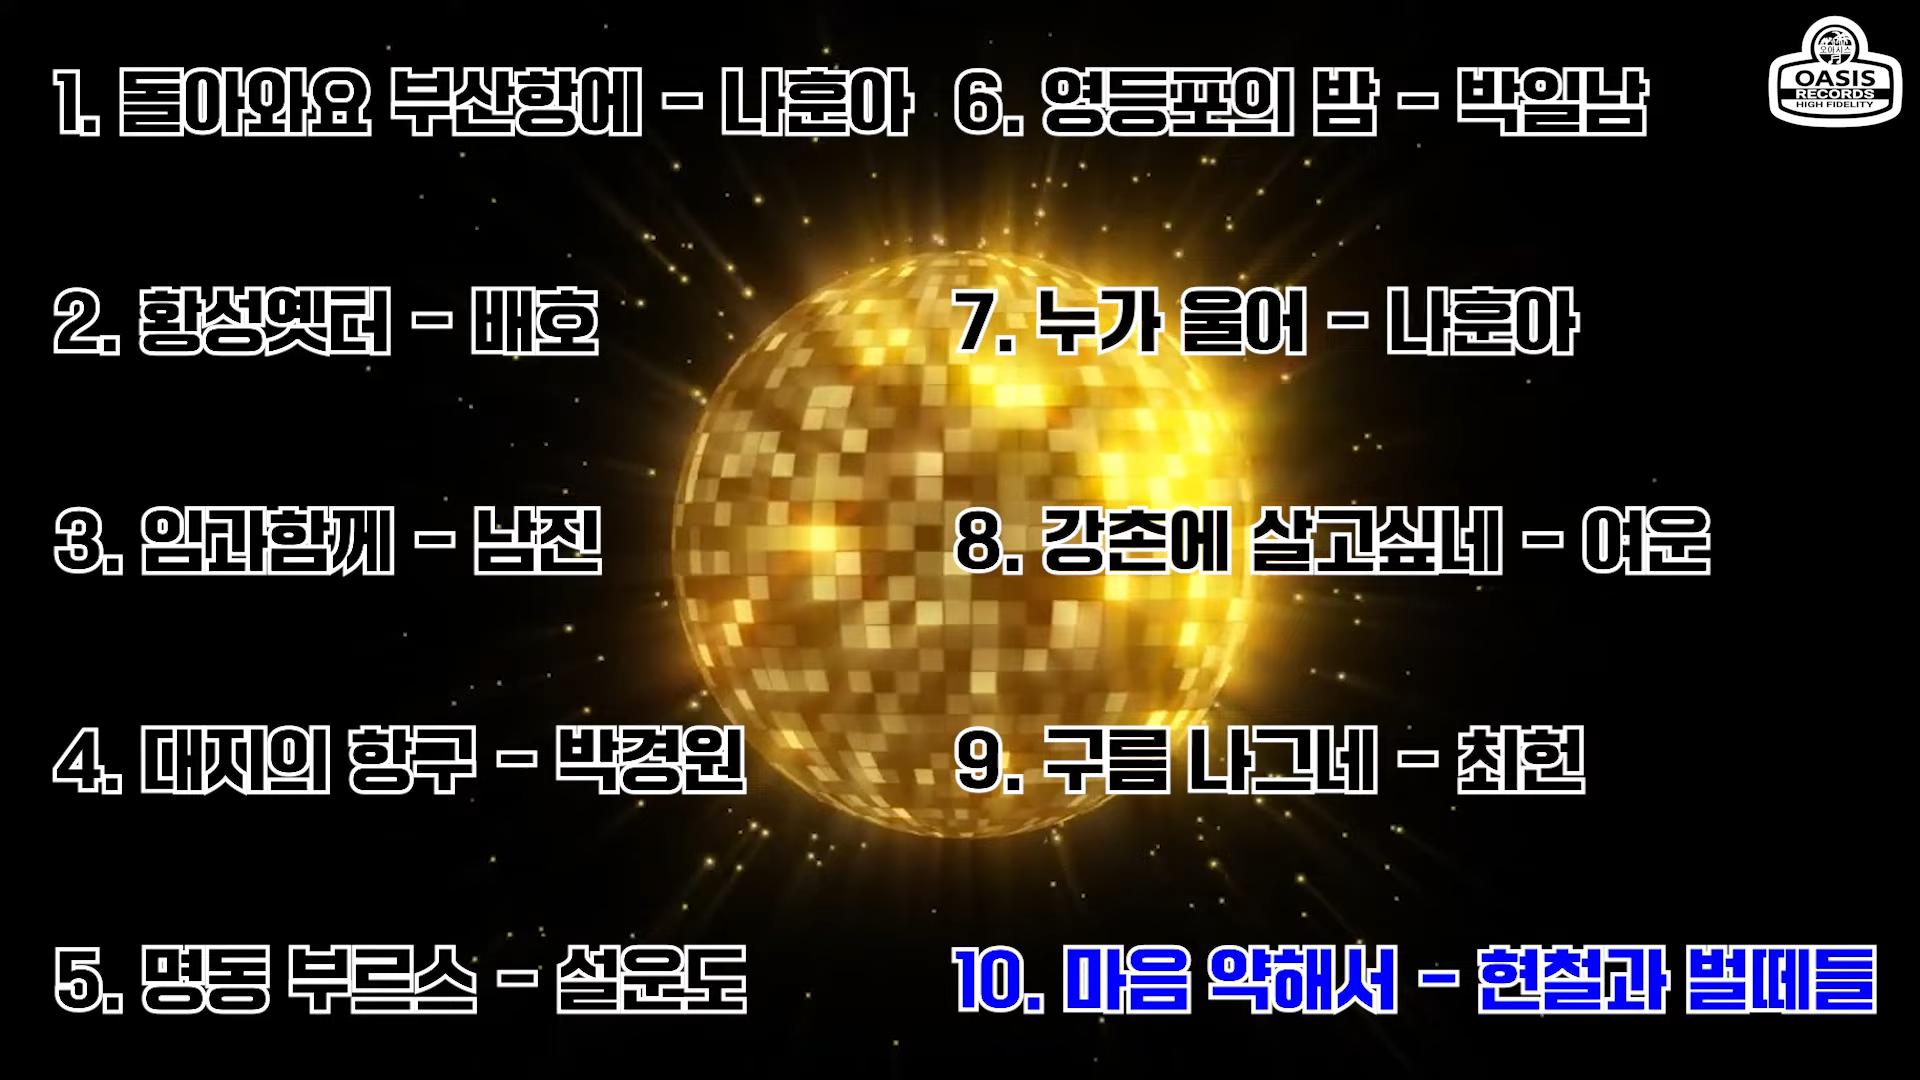 1. 돌아와요 부산항에 - 나훈아
2. 황성옛터 - 배호
3. 임과함께 - 남진
4. 대지의 항구 - 박경원
5. 명동 부르스 - 설운도
6. 영등포의 밤 - 박일남
7. 누가 울어 - 나훈아
8. 강촌에 살고싶네 - 여운
9. 구름 나그네 - 최헌
10. 마음 약해서 - 현철과 벌떼들
오아시스
OASIS
RECORDS
HIGH FIDELITY